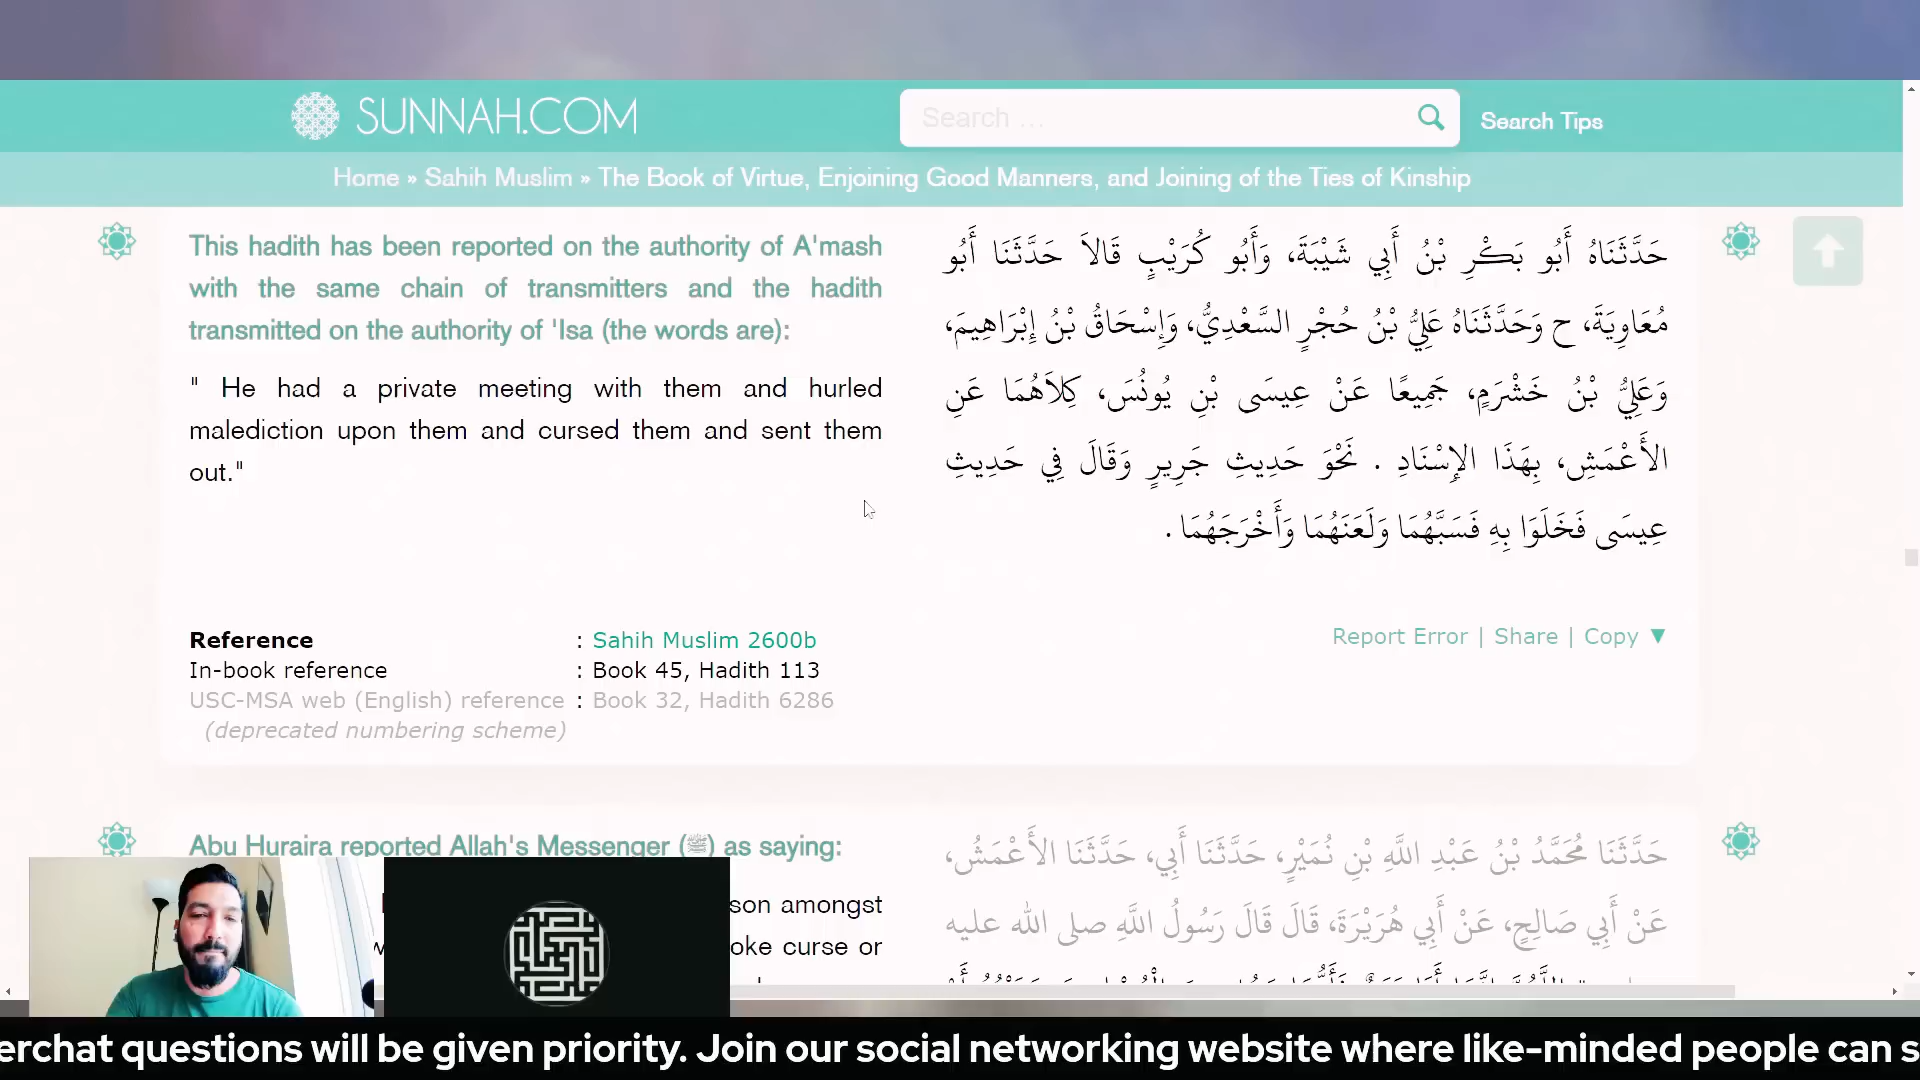 SUNNAH.COM
Search ...
Search Tips
Home » Sahih Muslim » The Book of Virtue, Enjoining Good Manners, and Joining of the Ties of Kinship
This hadith has been reported on the authority of A'mash
with the same chain of transmitters and the hadith
transmitted on the authority of 'Isa (the words are):
" He had a private meeting with them and hurled
malediction upon them and cursed them and sent them
out."
حَدَّثَنَاهُ أَبُو بَكْرِ بْنُ أَبِي شَيْبَةَ، وَأَبُو كُرَيْبٍ قَالاَ حَدَّثَنَا أَبُو
مُعَاوِيَةَ، ح وَحَدَّثَنَاهُ عَلِيُّ بْنُ حُجْرٍ السَّعْدِيُّ، وَإِسْحَاقُ بْنُ إِبْرَاهِيمَ،
وَعَلِيُّ بْنُ خَشْرَمٍ، جَمِيعًا عَنْ عِيسَى بْنِ يُونُسَ، كِلاَهُمَا عَنِ
الأَعْمَشِ، بِهَذَا الإِسْنَادِ . نَحْوَ حَدِيثِ جَرِيرٍ وَقَالَ فِي حَدِيثِ
عِيسَى فَخَلَوَا بِهِ فَسَبَّهُمَا وَلَعَنَهُمَا وَأَخْرَجَهُمَا .
Reference : Sahih Muslim 2600b
In-book reference : Book 45, Hadith 113
USC-MSA web (English) reference : Book 32, Hadith 6286
(deprecated numbering scheme)
Report Error | Share | Copy ▼
Abu Huraira reported Allah's Messenger (ﷺ) as saying:
son amongst
oke curse or
حَدَّثَنَا مُحَمَّدُ بْنُ عَبْدِ اللَّهِ بْنِ نُمَيْرٍ، حَدَّثَنَا أَبِي، حَدَّثَنَا الأَعْمَشُ،
عَنْ أَبِي صَالِحٍ، عَنْ أَبِي هُرَيْرَةَ، قَالَ قَالَ رَسُولُ اللَّهِ صلى الله عليه
erchat questions will be given priority. Join our social networking website where like-minded people can s